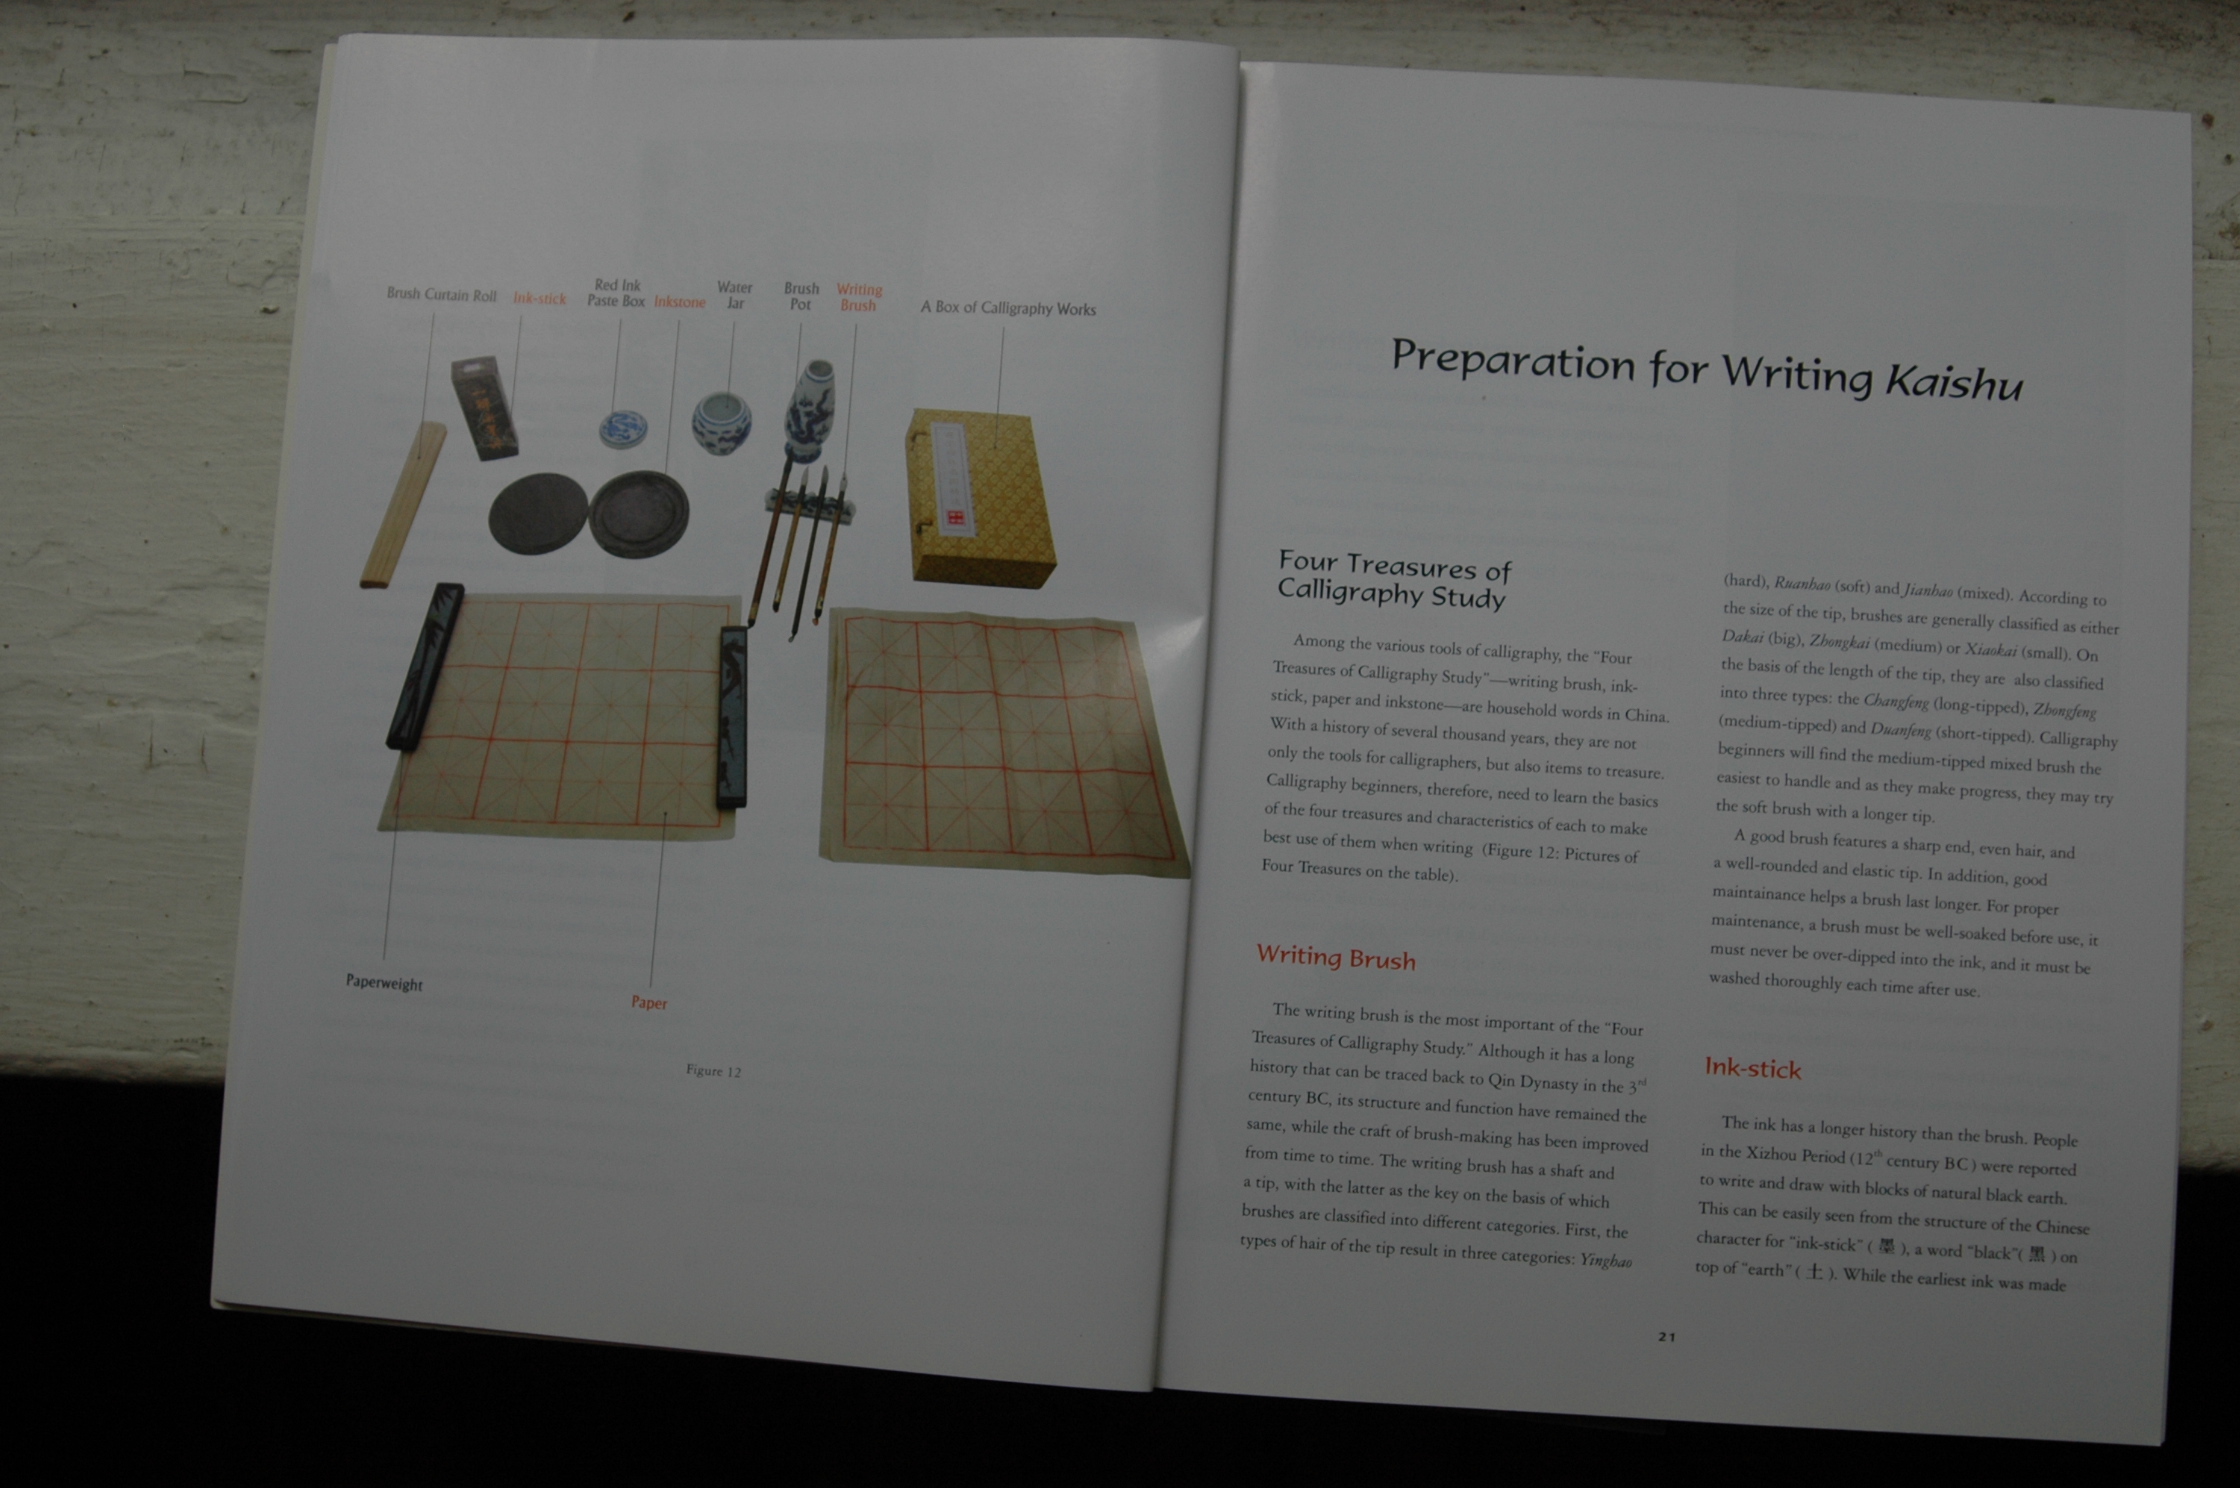 Brush Curtain Roll
Ink-stick
Red Ink
Paste Box
Inkstone
Water
Jar
Brush
Pot
Writing
Brush
A Box of Calligraphy Works
Paperweight
Paper
Figure 12
Preparation for Writing Kaishu
Four Treasures of
Calligraphy Study
Among the various tools of calligraphy, the "Four
Treasures of Calligraphy Study"—writing brush, ink-
stick, paper and inkstone—are household words in China.
With a history of several thousand years, they are not
only the tools for calligraphers, but also items to treasure.
Calligraphy beginners, therefore, need to learn the basics
of the four treasures and characteristics of each to make
best use of them when writing (Figure 12: Pictures of
Four Treasures on the table).
Writing Brush
The writing brush is the most important of the "Four
Treasures of Calligraphy Study." Although it has a long
history that can be traced back to Qin Dynasty in the 3rd
century BC, its structure and function have remained the
same, while the craft of brush-making has been improved
from time to time. The writing brush has a shaft and
a tip, with the latter as the key on the basis of which
brushes are classified into different categories. First, the
types of hair of the tip result in three categories: Yinghao
(hard), Ruanhao (soft) and Jianhao (mixed). According to
the size of the tip, brushes are generally classified as either
Dakai (big), Zhongkai (medium) or Xiaokai (small). On
the basis of the length of the tip, they are also classified
into three types: the Changfeng (long-tipped), Zhongfeng
(medium-tipped) and Duanfeng (short-tipped). Calligraphy
beginners will find the medium-tipped mixed brush the
easiest to handle and as they make progress, they may try
the soft brush with a longer tip.
A good brush features a sharp end, even hair, and
a well-rounded and elastic tip. In addition, good
maintainance helps a brush last longer. For proper
maintenance, a brush must be well-soaked before use, it
must never be over-dipped into the ink, and it must be
washed thoroughly each time after use.
Ink-stick
The ink has a longer history than the brush. People
in the Xizhou Period (12th century BC) were reported
to write and draw with blocks of natural black earth.
This can be easily seen from the structure of the Chinese
character for "ink-stick" ( 墨 ), a word "black"( 黑 ) on
top of "earth" ( 土 ). While the earliest ink was made
21